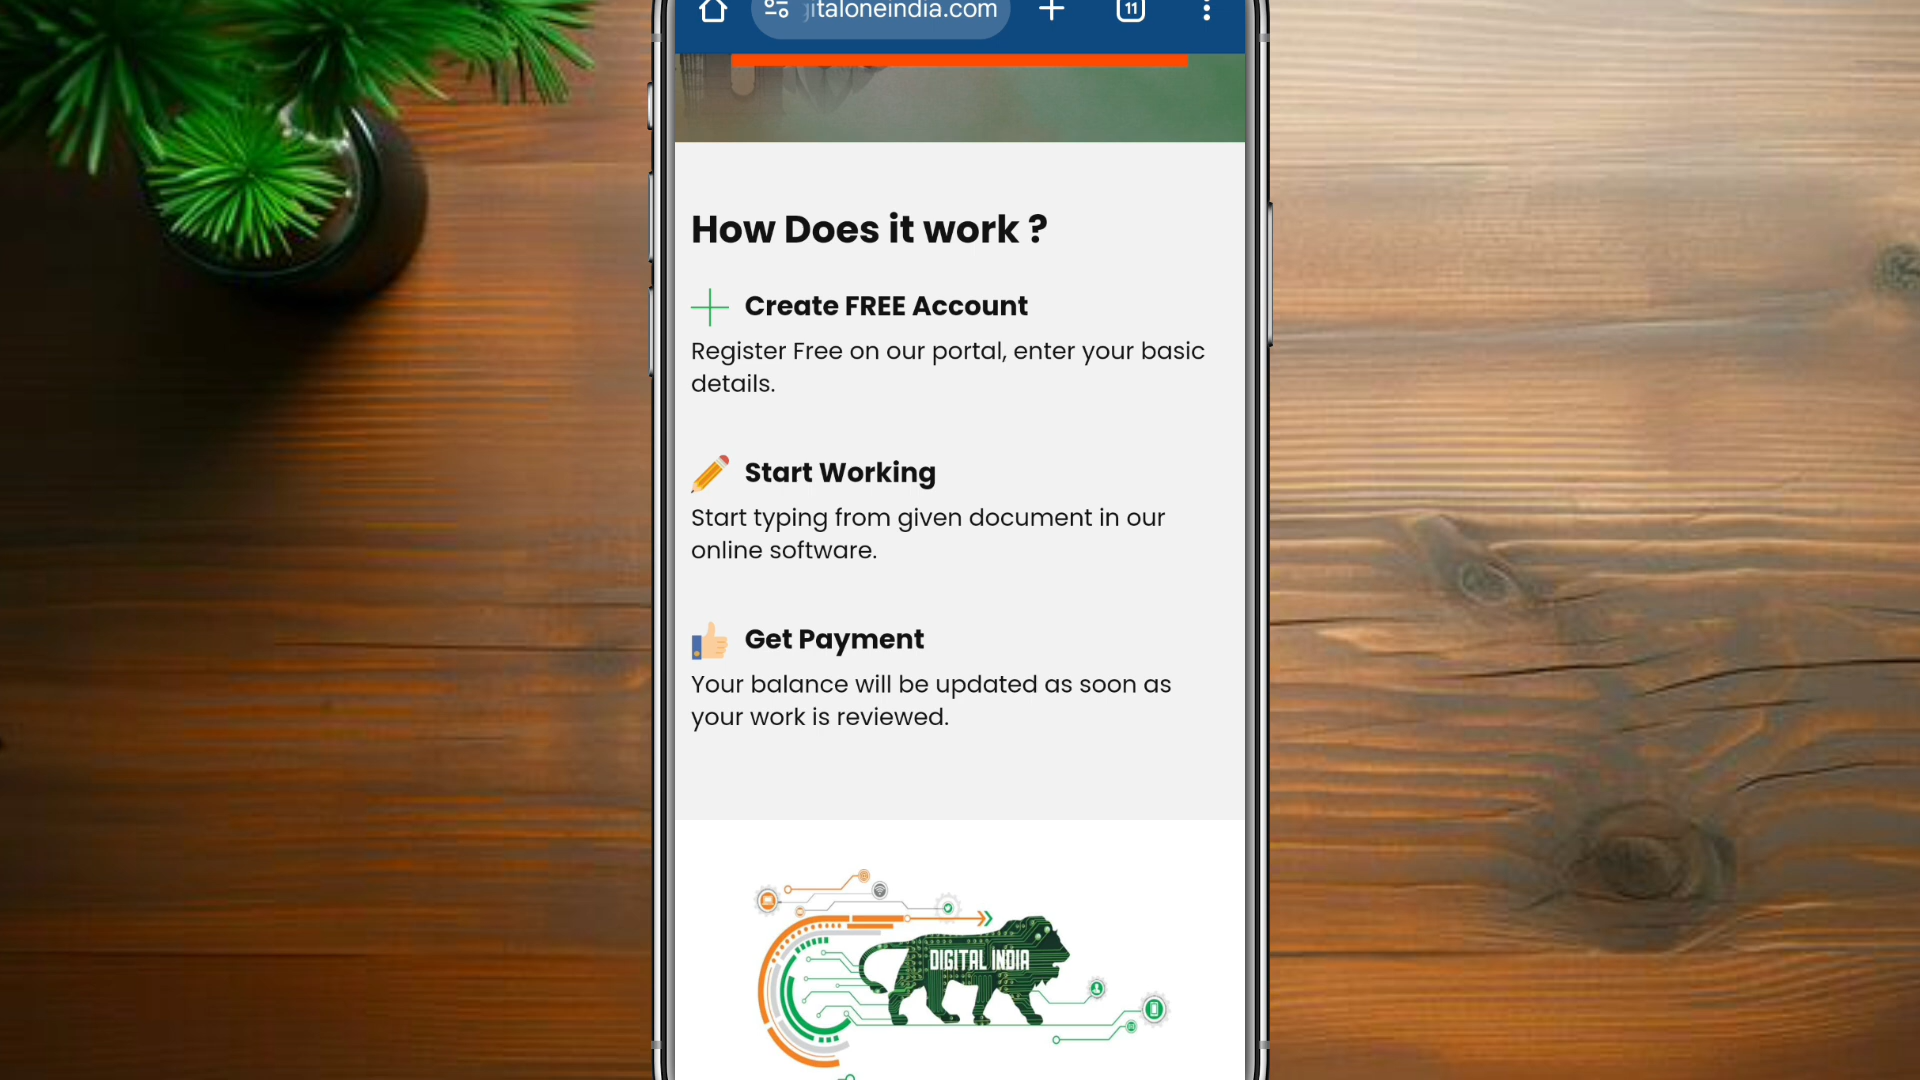 italoneindia.com
11
How Does it work ?
Create FREE Account
Register Free on our portal, enter your basic
details.
Start Working
Start typing from given document in our
online software.
Get Payment
Your balance will be updated as soon as
your work is reviewed.
DIGITAL INDIA